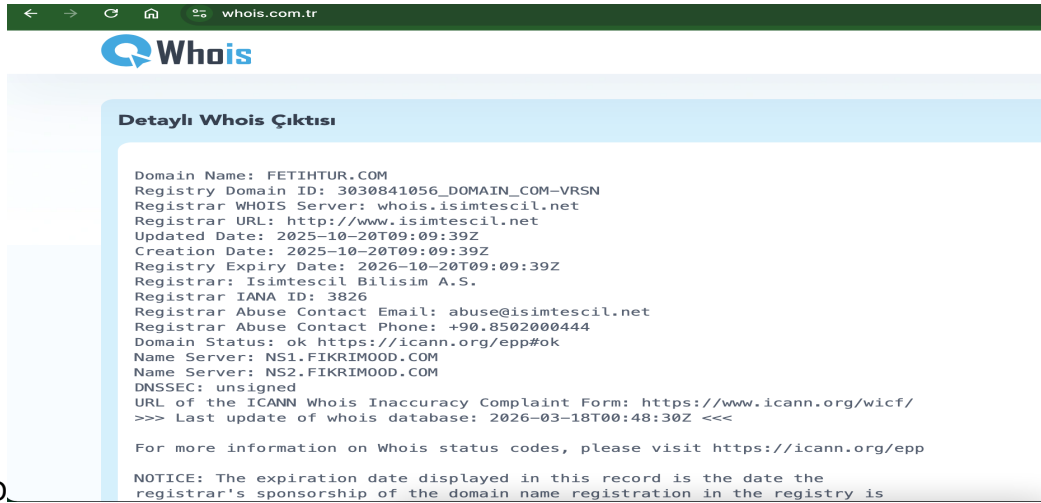 whois.com.tr
Whois
Detaylı Whois Çıktısı
Domain Name: FETIHTUR.COM
Registry Domain ID: 3030841056_DOMAIN_COM-VRSN
Registrar WHOIS Server: whois.isimtescil.net
Registrar URL: http://www.isimtescil.net
Updated Date: 2025-10-20T09:09:39Z
Creation Date: 2025-10-20T09:09:39Z
Registry Expiry Date: 2026-10-20T09:09:39Z
Registrar: Isimtescil Bilisim A.S.
Registrar IANA ID: 3826
Registrar Abuse Contact Email: abuse@isimtescil.net
Registrar Abuse Contact Phone: +90.8502000444
Domain Status: ok https://icann.org/epp#ok
Name Server: NS1.FIKRIMOOD.COM
Name Server: NS2.FIKRIMOOD.COM
DNSSEC: unsigned
URL of the ICANN Whois Inaccuracy Complaint Form: https://www.icann.org/wicf/
>>> Last update of whois database: 2026-03-18T00:48:30Z <<<
For more information on Whois status codes, please visit https://icann.org/epp
NOTICE: The expiration date displayed in this record is the date the
registrar's sponsorship of the domain name registration in the registry is